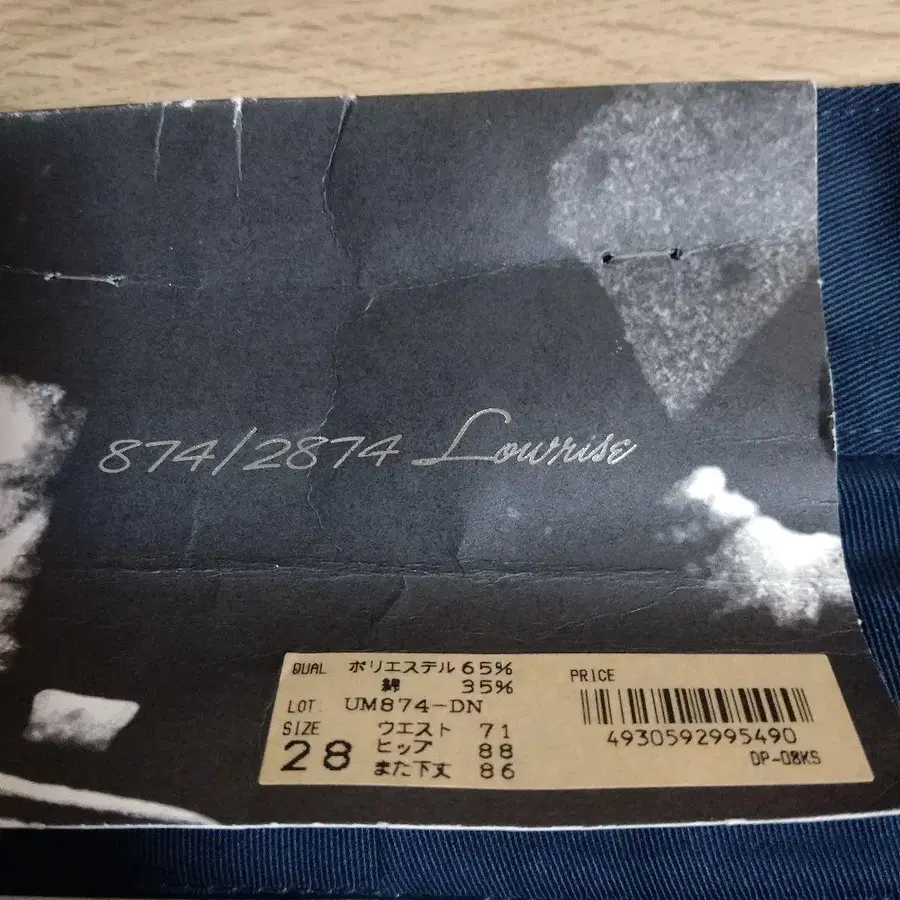 874/2874 Lowrise
QUAL ポリエステル 65%
綿 35%
LOT. UM874-DN
SIZE
28
ウエスト 71
ヒップ 88
また下丈 86
PRICE
4930592995490
DP-08KS